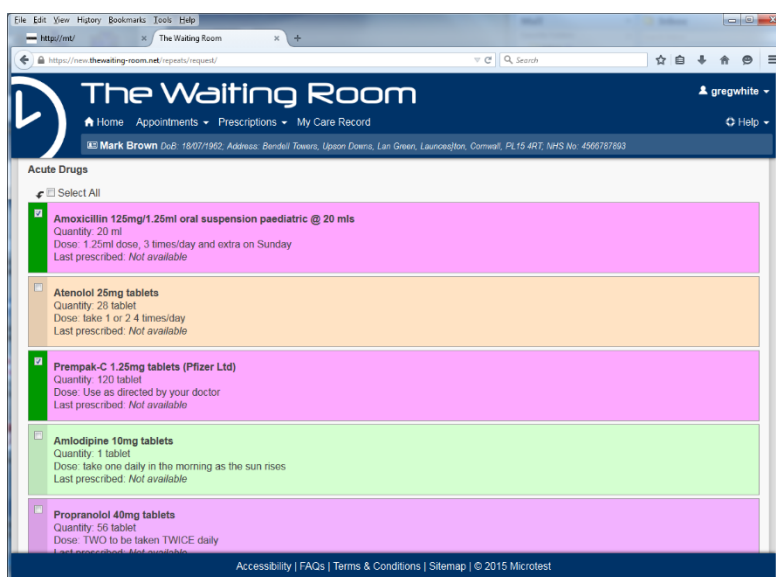 File Edit View History Bookmarks Tools Help
http://mt/ × The Waiting Room × +
https://new.thewaiting-room.net/repeats/request/ Search
The Waiting Room
gregwhite
Home Appointments Prescriptions My Care Record Help
Mark Brown DoB: 18/07/1962; Address: Bendell Towers, Upson Downs, Lan Green, Launcesfton, Cornwall, PL15 4RT; NHS No: 4566787893
Acute Drugs
Select All
Amoxicillin 125mg/1.25ml oral suspension paediatric @ 20 mls
Quantity: 20 ml
Dose: 1.25ml dose, 3 times/day and extra on Sunday
Last prescribed: Not available
Atenolol 25mg tablets
Quantity: 28 tablet
Dose: take 1 or 2 4 times/day
Last prescribed: Not available
Prempak-C 1.25mg tablets (Pfizer Ltd)
Quantity: 120 tablet
Dose: Use as directed by your doctor
Last prescribed: Not available
Amlodipine 10mg tablets
Quantity: 1 tablet
Dose: take one daily in the morning as the sun rises
Last prescribed: Not available
Propranolol 40mg tablets
Quantity: 56 tablet
Dose: TWO to be taken TWICE daily
Last prescribed: Not available
Accessibility | FAQs | Terms & Conditions | Sitemap | © 2015 Microtest